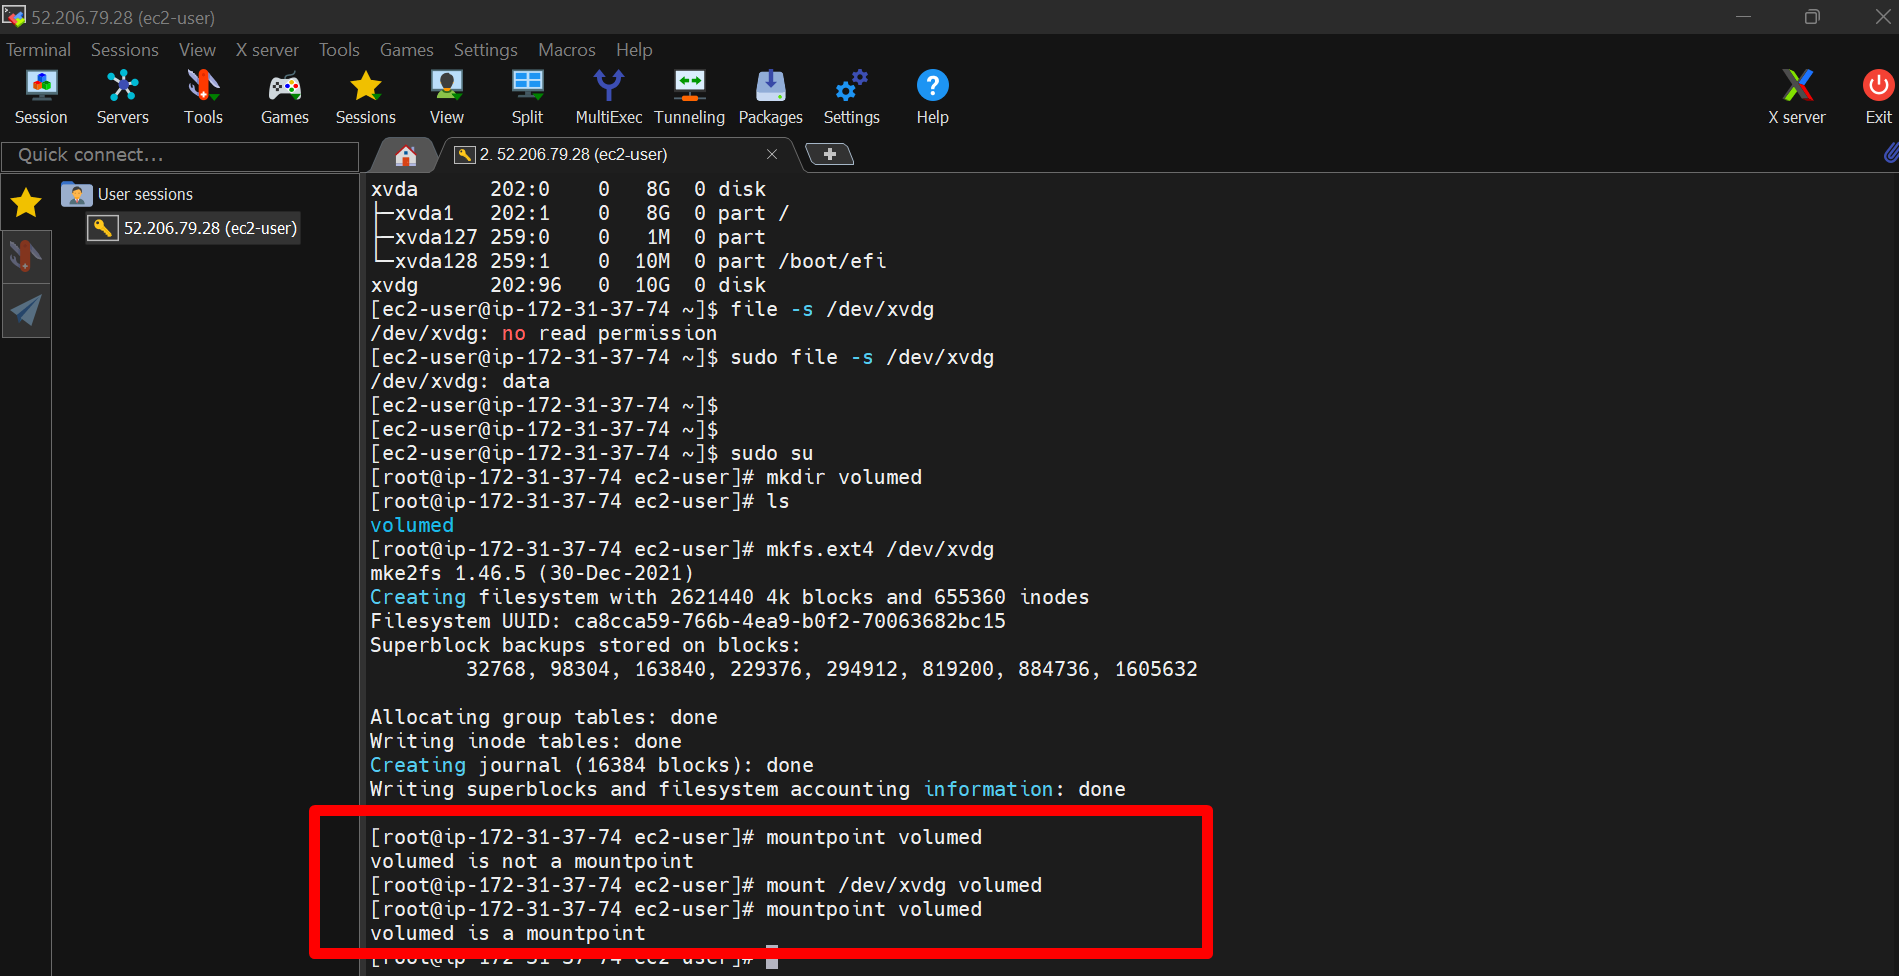 52.206.79.28 (ec2-user)
Terminal Sessions View X server Tools Games Settings Macros Help
Session Servers Tools Games Sessions View Split MultiExec Tunneling Packages Settings Help X server Exit
Quick connect...
2. 52.206.79.28 (ec2-user)
User sessions
52.206.79.28 (ec2-user)
xvda      202:0    0   8G  0 disk
├─xvda1   202:1    0   8G  0 part /
├─xvda127 259:0    0   1M  0 part
└─xvda128 259:1    0  10M  0 part /boot/efi
xvdg      202:96   0  10G  0 disk
[ec2-user@ip-172-31-37-74 ~]$ file -s /dev/xvdg
/dev/xvdg: no read permission
[ec2-user@ip-172-31-37-74 ~]$ sudo file -s /dev/xvdg
/dev/xvdg: data
[ec2-user@ip-172-31-37-74 ~]$
[ec2-user@ip-172-31-37-74 ~]$
[ec2-user@ip-172-31-37-74 ~]$ sudo su
[root@ip-172-31-37-74 ec2-user]# mkdir volumed
[root@ip-172-31-37-74 ec2-user]# ls
volumed
[root@ip-172-31-37-74 ec2-user]# mkfs.ext4 /dev/xvdg
mke2fs 1.46.5 (30-Dec-2021)
Creating filesystem with 2621440 4k blocks and 655360 inodes
Filesystem UUID: ca8cca59-766b-4ea9-b0f2-70063682bc15
Superblock backups stored on blocks:
        32768, 98304, 163840, 229376, 294912, 819200, 884736, 1605632
Allocating group tables: done
Writing inode tables: done
Creating journal (16384 blocks): done
Writing superblocks and filesystem accounting information: done
[root@ip-172-31-37-74 ec2-user]# mountpoint volumed
volumed is not a mountpoint
[root@ip-172-31-37-74 ec2-user]# mount /dev/xvdg volumed
[root@ip-172-31-37-74 ec2-user]# mountpoint volumed
volumed is a mountpoint
[root@ip-172-31-37-74 ec2-user]#